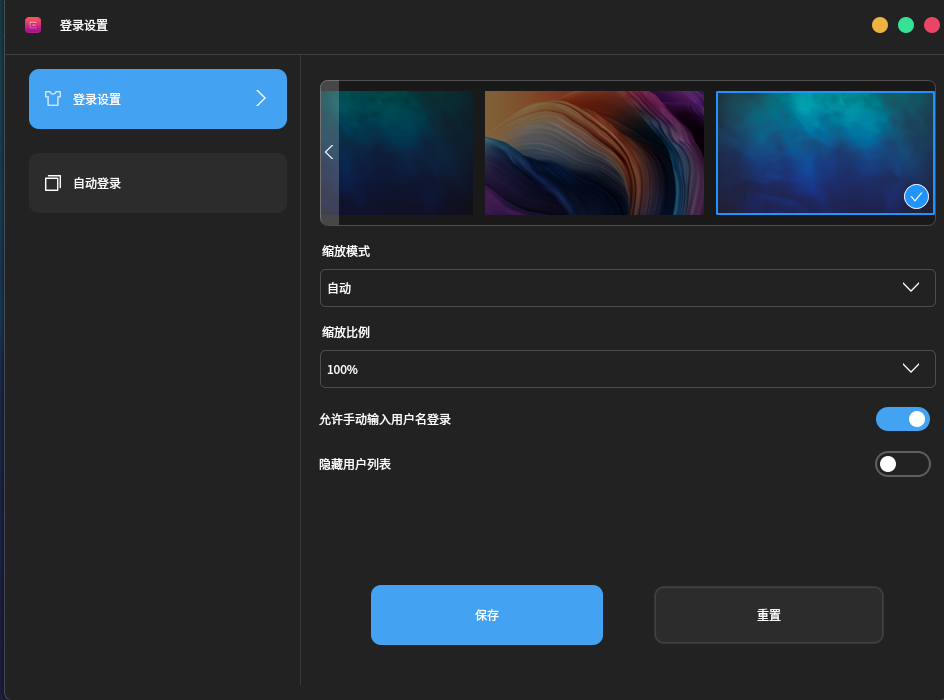 登录设置
登录设置
自动登录
缩放模式
自动
缩放比例
100%
允许手动输入用户名登录
隐藏用户列表
保存
重置